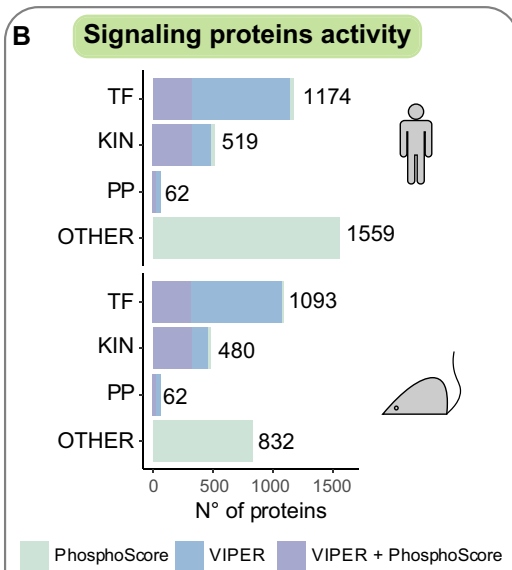 B
Signaling proteins activity
TF 1174
KIN 519
PP 62
OTHER 1559
TF 1093
KIN 480
PP 62
OTHER 832
0 500 1000 1500
N° of proteins
PhosphoScore VIPER VIPER + PhosphoScore